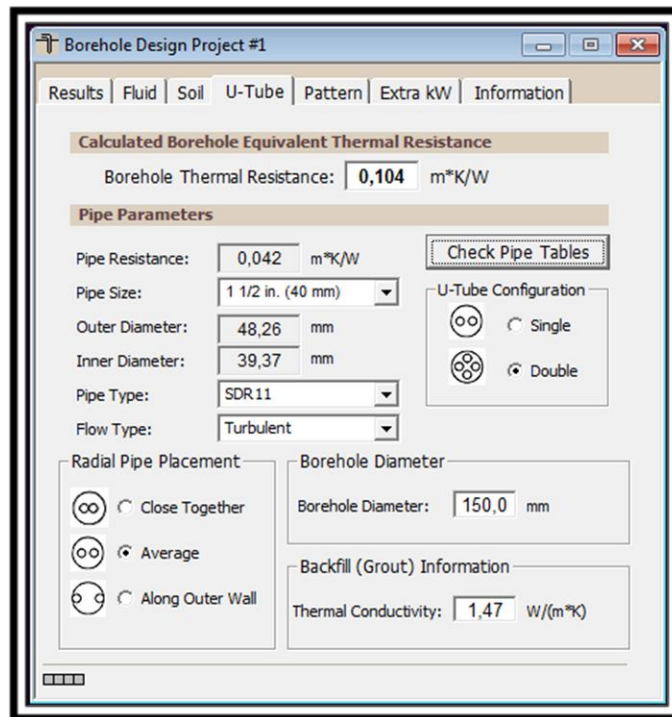 Borehole Design Project #1
Results Fluid Soil U-Tube Pattern Extra kW Information
Calculated Borehole Equivalent Thermal Resistance
Borehole Thermal Resistance: 0,104 m*K/W
Pipe Parameters
Pipe Resistance: 0,042 m*K/W
Check Pipe Tables
Pipe Size: 1 1/2 in. (40 mm)
U-Tube Configuration
Outer Diameter: 48,26 mm
Single
Inner Diameter: 39,37 mm
Double
Pipe Type: SDR11
Flow Type: Turbulent
Radial Pipe Placement
Close Together
Average
Along Outer Wall
Borehole Diameter
Borehole Diameter: 150,0 mm
Backfill (Grout) Information
Thermal Conductivity: 1,47 W/(m*K)